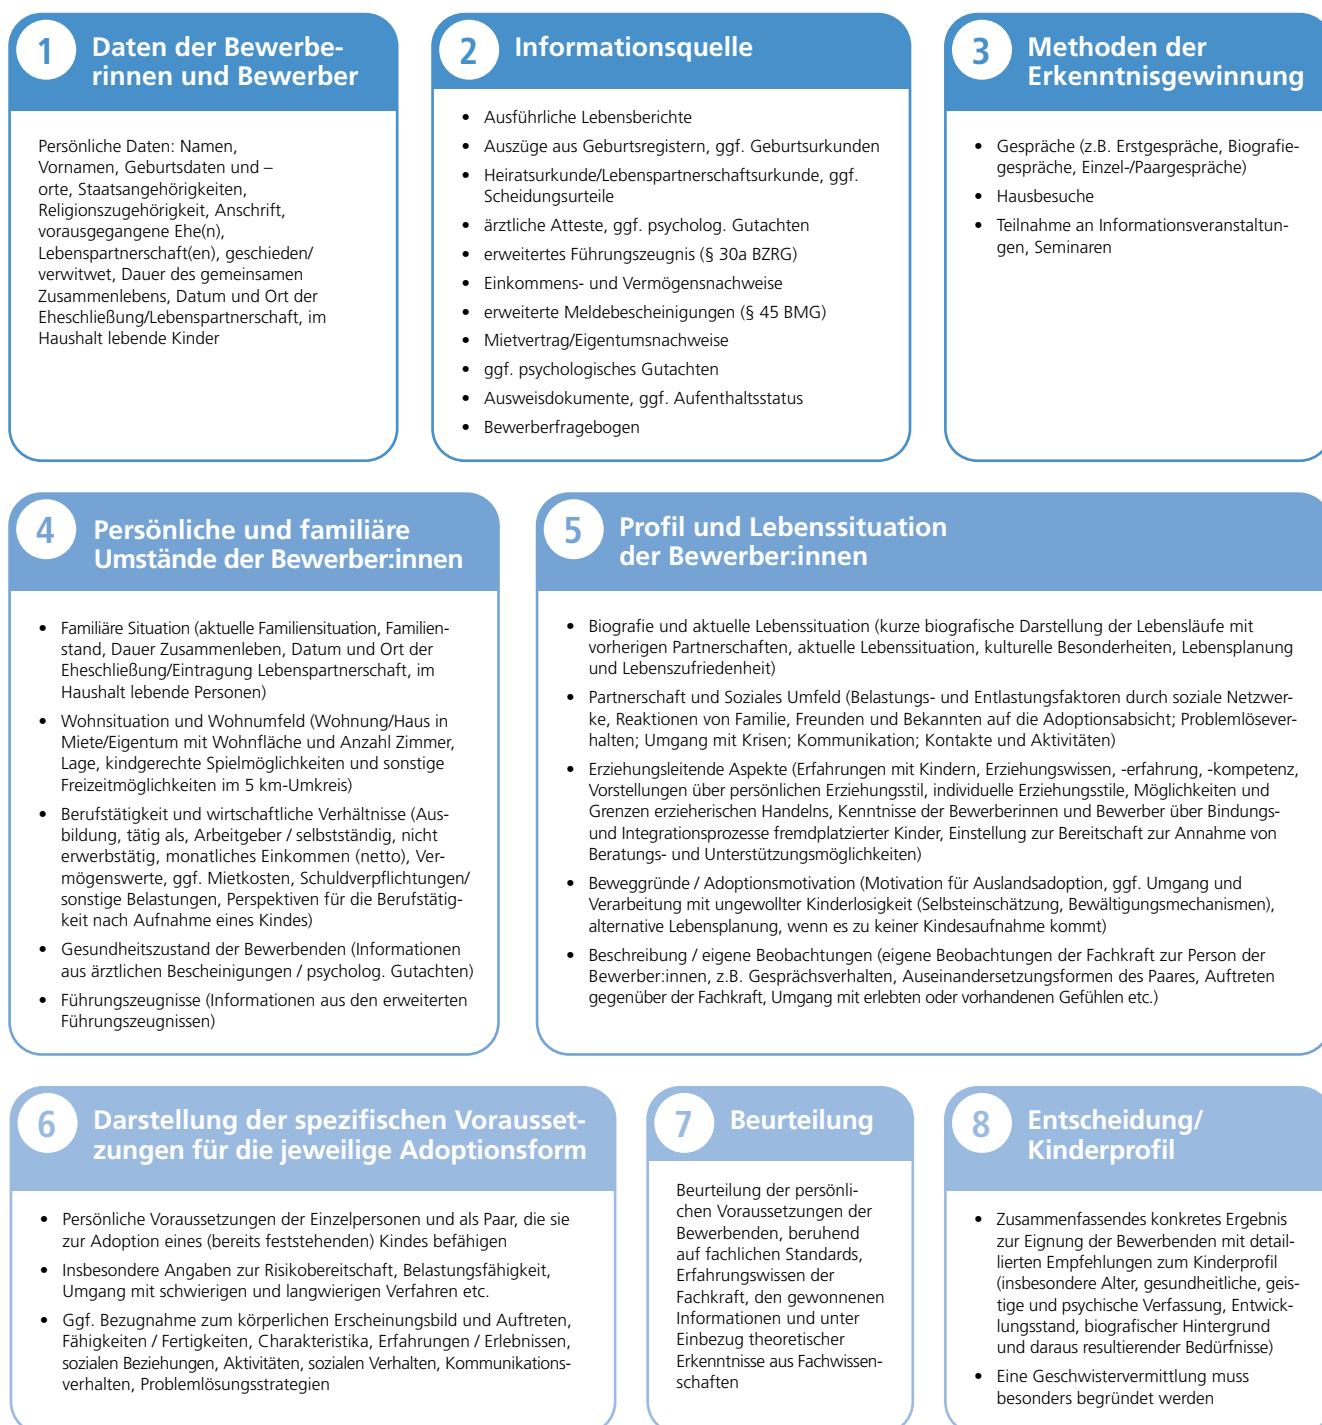 1
Daten der Bewerbe-
rinnen und Bewerber
Persönliche Daten: Namen,
Vornamen, Geburtsdaten und –
orte, Staatsangehörigkeiten,
Religionszugehörigkeit, Anschrift,
vorausgegangene Ehe(n),
Lebenspartnerschaft(en), geschieden/
verwitwet, Dauer des gemeinsamen
Zusammenlebens, Datum und Ort der
Eheschließung/Lebenspartnerschaft, im
Haushalt lebende Kinder
2
Informationsquelle
• Ausführliche Lebensberichte
• Auszüge aus Geburtsregistern, ggf. Geburtsurkunden
• Heiratsurkunde/Lebenspartnerschaftsurkunde, ggf.
Scheidungsurteile
• ärztliche Atteste, ggf. psycholog. Gutachten
• erweitertes Führungszeugnis (§ 30a BZRG)
• Einkommens- und Vermögensnachweise
• erweiterte Meldebescheinigungen (§ 45 BMG)
• Mietvertrag/Eigentumsnachweise
• ggf. psychologisches Gutachten
• Ausweisdokumente, ggf. Aufenthaltsstatus
• Bewerberfragebogen
3
Methoden der
Erkenntnisgewinnung
• Gespräche (z.B. Erstgespräche, Biografie-
gespräche, Einzel-/Paargespräche)
• Hausbesuche
• Teilnahme an Informationsveranstaltun-
gen, Seminaren
4
Persönliche und familiäre
Umstände der Bewerber:innen
• Familiäre Situation (aktuelle Familiensituation, Familien-
stand, Dauer Zusammenleben, Datum und Ort der
Eheschließung/Eintragung Lebenspartnerschaft, im
Haushalt lebende Personen)
• Wohnsituation und Wohnumfeld (Wohnung/Haus in
Miete/Eigentum mit Wohnfläche und Anzahl Zimmer,
Lage, kindgerechte Spielmöglichkeiten und sonstige
Freizeitmöglichkeiten im 5 km-Umkreis)
• Berufstätigkeit und wirtschaftliche Verhältnisse (Aus-
bildung, tätig als, Arbeitgeber / selbstständig, nicht
erwerbstätig, monatliches Einkommen (netto), Ver-
mögenswerte, ggf. Mietkosten, Schuldverpflichtungen/
sonstige Belastungen, Perspektiven für die Berufstätig-
keit nach Aufnahme eines Kindes)
• Gesundheitszustand der Bewerbenden (Informationen
aus ärztlichen Bescheinigungen / psycholog. Gutachten)
• Führungszeugnisse (Informationen aus den erweiterten
Führungszeugnissen)
5
Profil und Lebenssituation
der Bewerber:innen
• Biografie und aktuelle Lebenssituation (kurze biografische Darstellung der Lebensläufe mit
vorherigen Partnerschaften, aktuelle Lebenssituation, kulturelle Besonderheiten, Lebensplanung
und Lebenszufriedenheit)
• Partnerschaft und Soziales Umfeld (Belastungs- und Entlastungsfaktoren durch soziale Netzwer-
ke, Reaktionen von Familie, Freunden und Bekannten auf die Adoptionsabsicht; Problemlösever-
halten; Umgang mit Krisen; Kommunikation; Kontakte und Aktivitäten)
• Erziehungsleitende Aspekte (Erfahrungen mit Kindern, Erziehungswissen, -erfahrung, -kompetenz,
Vorstellungen über persönlichen Erziehungsstil, individuelle Erziehungsstile, Möglichkeiten und
Grenzen erzieherischen Handelns, Kenntnisse der Bewerberinnen und Bewerber über Bindungs-
und Integrationsprozesse fremdplatzierter Kinder, Einstellung zur Bereitschaft zur Annahme von
Beratungs- und Unterstützungsmöglichkeiten)
• Beweggründe / Adoptionsmotivation (Motivation für Auslandsadoption, ggf. Umgang und
Verarbeitung mit ungewollter Kinderlosigkeit (Selbsteinschätzung, Bewältigungsmechanismen),
alternative Lebensplanung, wenn es zu keiner Kindesaufnahme kommt)
• Beschreibung / eigene Beobachtungen (eigene Beobachtungen der Fachkraft zur Person der
Bewerber:innen, z.B. Gesprächsverhalten, Auseinandersetzungsformen des Paares, Auftreten
gegenüber der Fachkraft, Umgang mit erlebten oder vorhandenen Gefühlen etc.)
6
Darstellung der spezifischen Vorausset-
zungen für die jeweilige Adoptionsform
• Persönliche Voraussetzungen der Einzelpersonen und als Paar, die sie
zur Adoption eines (bereits feststehenden) Kindes befähigen
• Insbesondere Angaben zur Risikobereitschaft, Belastungsfähigkeit,
Umgang mit schwierigen und langwierigen Verfahren etc.
• Ggf. Bezugnahme zum körperlichen Erscheinungsbild und Auftreten,
Fähigkeiten / Fertigkeiten, Charakteristika, Erfahrungen / Erlebnissen,
sozialen Beziehungen, Aktivitäten, sozialen Verhalten, Kommunikations-
verhalten, Problemlösungsstrategien
7
Beurteilung
Beurteilung der persönli-
chen Voraussetzungen der
Bewerbenden, beruhend
auf fachlichen Standards,
Erfahrungswissen der
Fachkraft, den gewonnenen
Informationen und unter
Einbezug theoretischer
Erkenntnisse aus Fachwissen-
schaften
8
Entscheidung/
Kinderprofil
• Zusammenfassendes konkretes Ergebnis
zur Eignung der Bewerbenden mit detail-
lierten Empfehlungen zum Kinderprofil
(insbesondere Alter, gesundheitliche, geis-
tige und psychische Verfassung, Entwick-
lungsstand, biografischer Hintergrund
und daraus resultierender Bedürfnisse)
• Eine Geschwistervermittlung muss
besonders begründet werden